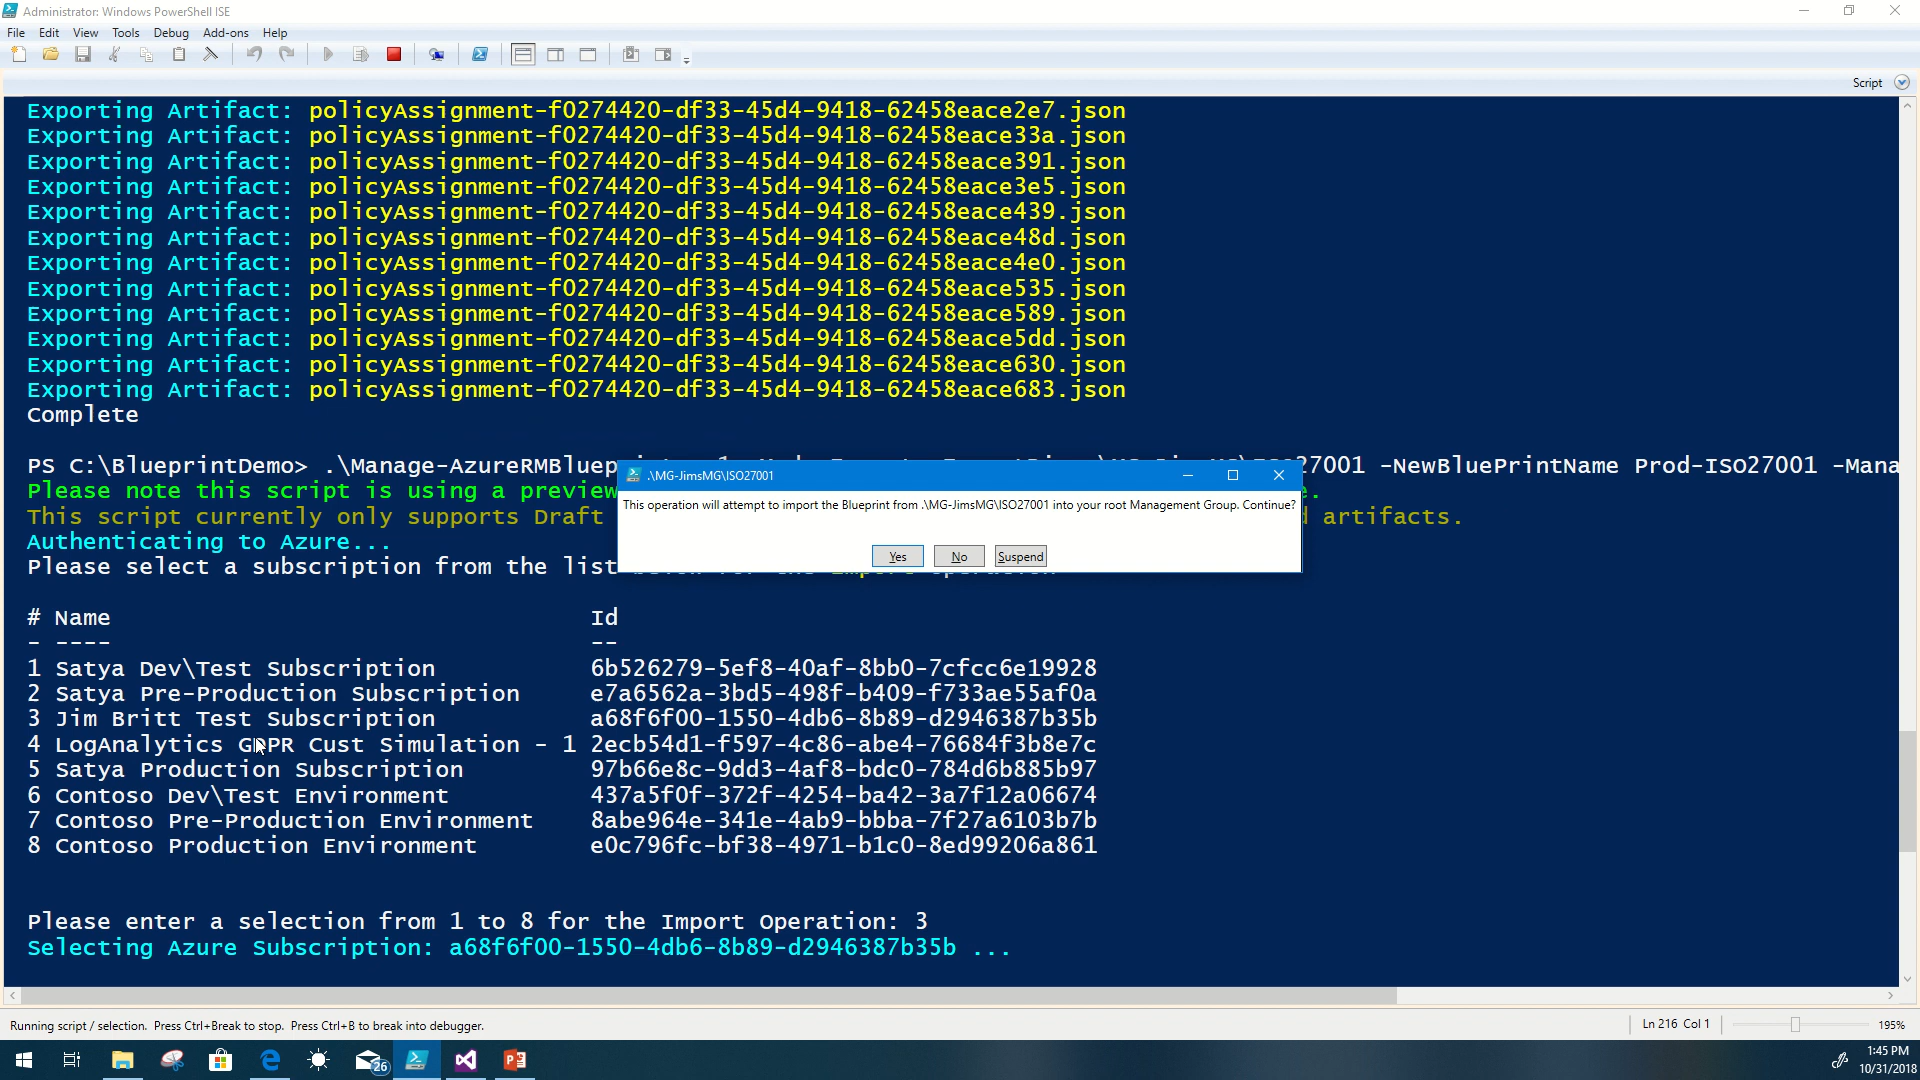 Administrator: Windows PowerShell ISE
File Edit View Tools Debug Add-ons Help
Script
Exporting Artifact: policyAssignment-f0274420-df33-45d4-9418-62458eace2e7.json
Exporting Artifact: policyAssignment-f0274420-df33-45d4-9418-62458eace33a.json
Exporting Artifact: policyAssignment-f0274420-df33-45d4-9418-62458eace391.json
Exporting Artifact: policyAssignment-f0274420-df33-45d4-9418-62458eace3e5.json
Exporting Artifact: policyAssignment-f0274420-df33-45d4-9418-62458eace439.json
Exporting Artifact: policyAssignment-f0274420-df33-45d4-9418-62458eace48d.json
Exporting Artifact: policyAssignment-f0274420-df33-45d4-9418-62458eace4e0.json
Exporting Artifact: policyAssignment-f0274420-df33-45d4-9418-62458eace535.json
Exporting Artifact: policyAssignment-f0274420-df33-45d4-9418-62458eace589.json
Exporting Artifact: policyAssignment-f0274420-df33-45d4-9418-62458eace5dd.json
Exporting Artifact: policyAssignment-f0274420-df33-45d4-9418-62458eace630.json
Exporting Artifact: policyAssignment-f0274420-df33-45d4-9418-62458eace683.json
Complete
PS C:\BlueprintDemo> .\Manage-AzureRMBluep 27001 -NewBluePrintName Prod-ISO27001 -Mana
Please note this script is using a preview
This script currently only supports Draft artifacts.
Authenticating to Azure...
Please select a subscription from the list
.\MG-JimsMG\ISO27001
This operation will attempt to import the Blueprint from .\MG-JimsMG\ISO27001 into your root Management Group. Continue?
Yes No Suspend
# Name Id
- ---- --
1 Satya Dev\Test Subscription 6b526279-5ef8-40af-8bb0-7cfcc6e19928
2 Satya Pre-Production Subscription e7a6562a-3bd5-498f-b409-f733ae55af0a
3 Jim Britt Test Subscription a68f6f00-1550-4db6-8b89-d2946387b35b
4 LogAnalytics GDPR Cust Simulation - 1 2ecb54d1-f597-4c86-abe4-76684f3b8e7c
5 Satya Production Subscription 97b66e8c-9dd3-4af8-bdc0-784d6b885b97
6 Contoso Dev\Test Environment 437a5f0f-372f-4254-ba42-3a7f12a06674
7 Contoso Pre-Production Environment 8abe964e-341e-4ab9-bbba-7f27a6103b7b
8 Contoso Production Environment e0c796fc-bf38-4971-b1c0-8ed99206a861
Please enter a selection from 1 to 8 for the Import Operation: 3
Selecting Azure Subscription: a68f6f00-1550-4db6-8b89-d2946387b35b ...
Running script / selection. Press Ctrl+Break to stop. Press Ctrl+B to break into debugger.
Ln 216 Col 1
195%
26
1:45 PM
10/31/2018